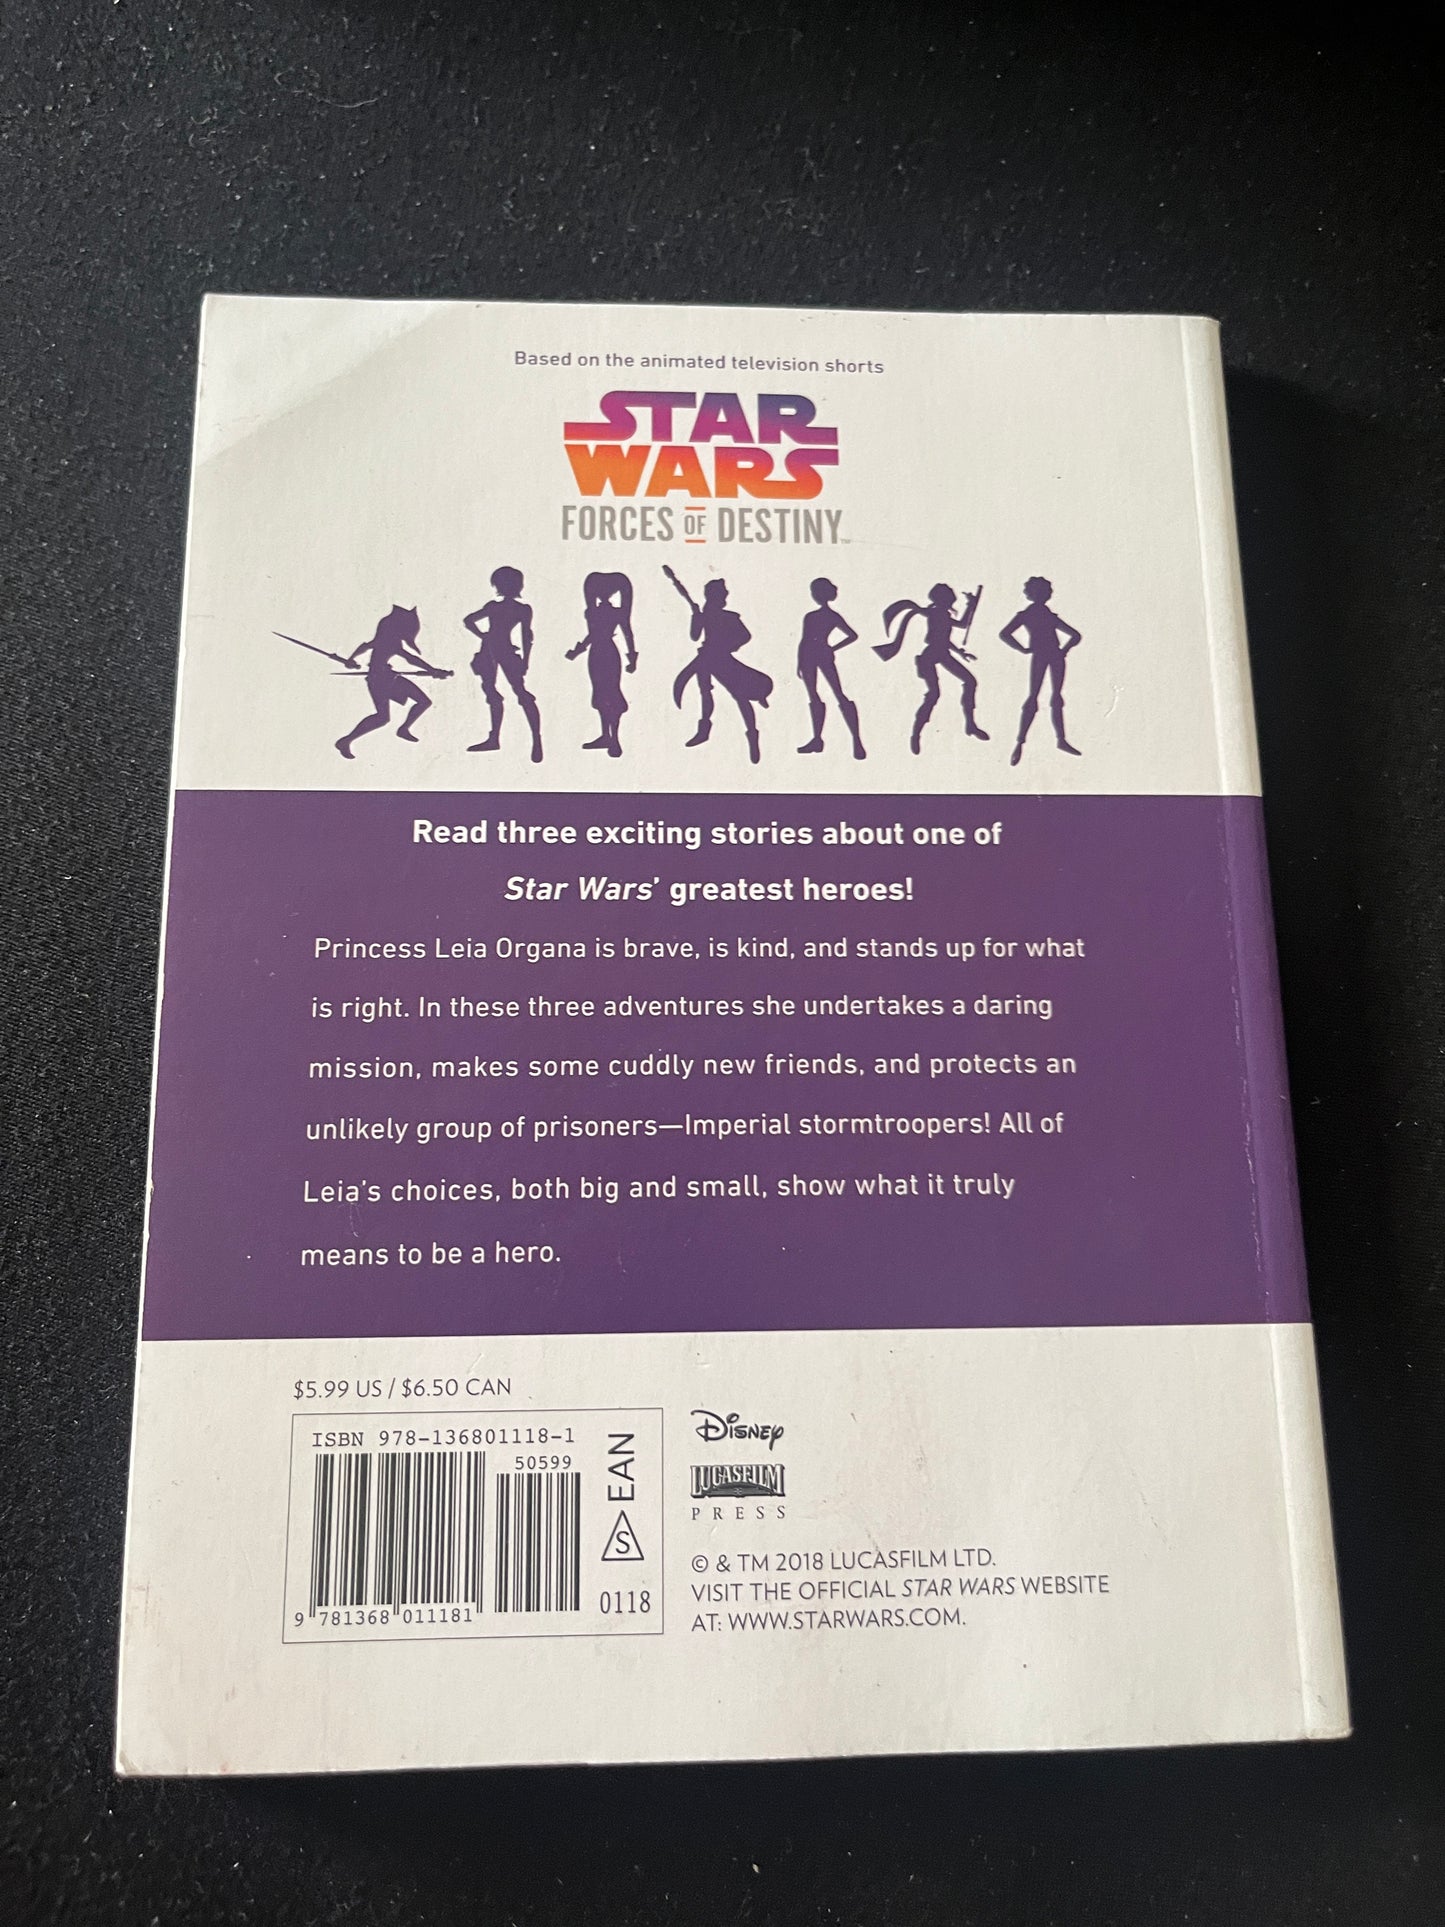 Based on the animated television shorts
STAR
WARS
FORCES OF DESTINY™
Read three exciting stories about one of
Star Wars' greatest heroes!
Princess Leia Organa is brave, is kind, and stands up for what
is right. In these three adventures she undertakes a daring
mission, makes some cuddly new friends, and protects an
unlikely group of prisoners—Imperial stormtroopers! All of
Leia's choices, both big and small, show what it truly
means to be a hero.
$5.99 US / $6.50 CAN
ISBN 978-136801118-1
50599
EAN
S
0118
9 781368 011181
Disney
LUCASFILM
PRESS
© & TM 2018 LUCASFILM LTD.
VISIT THE OFFICIAL STAR WARS WEBSITE
AT: WWW.STARWARS.COM.